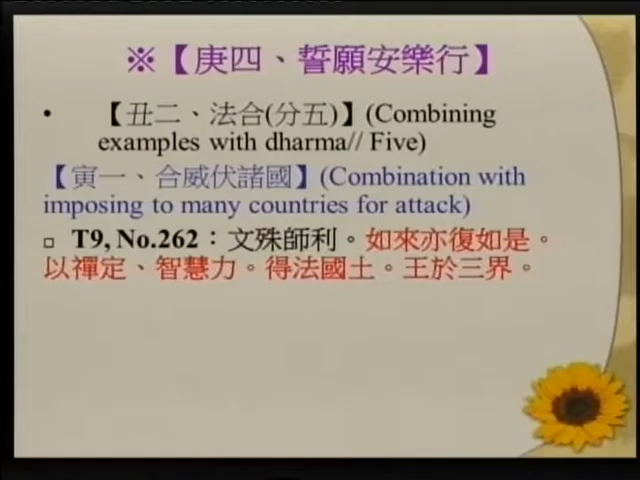 ※【庚四、誓願安樂行】
• 【丑二、法合(分五)】(Combining
examples with dharma// Five)
【寅一、合威伏諸國】(Combination with
imposing to many countries for attack)
□ T9, No.262：文殊師利。如來亦復如是。
以禪定、智慧力。得法國土。王於三界。